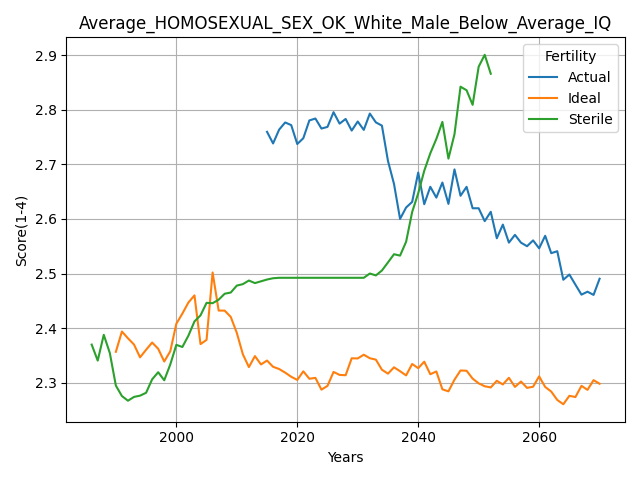 Average_HOMOSEXUAL_SEX_OK_White_Male_Below_Average_IQ
Fertility
Actual
Ideal
Sterile
2.9
2.8
2.7
2.6
2.5
2.4
2.3
Score(1-4)
2000
2020
2040
2060
Years